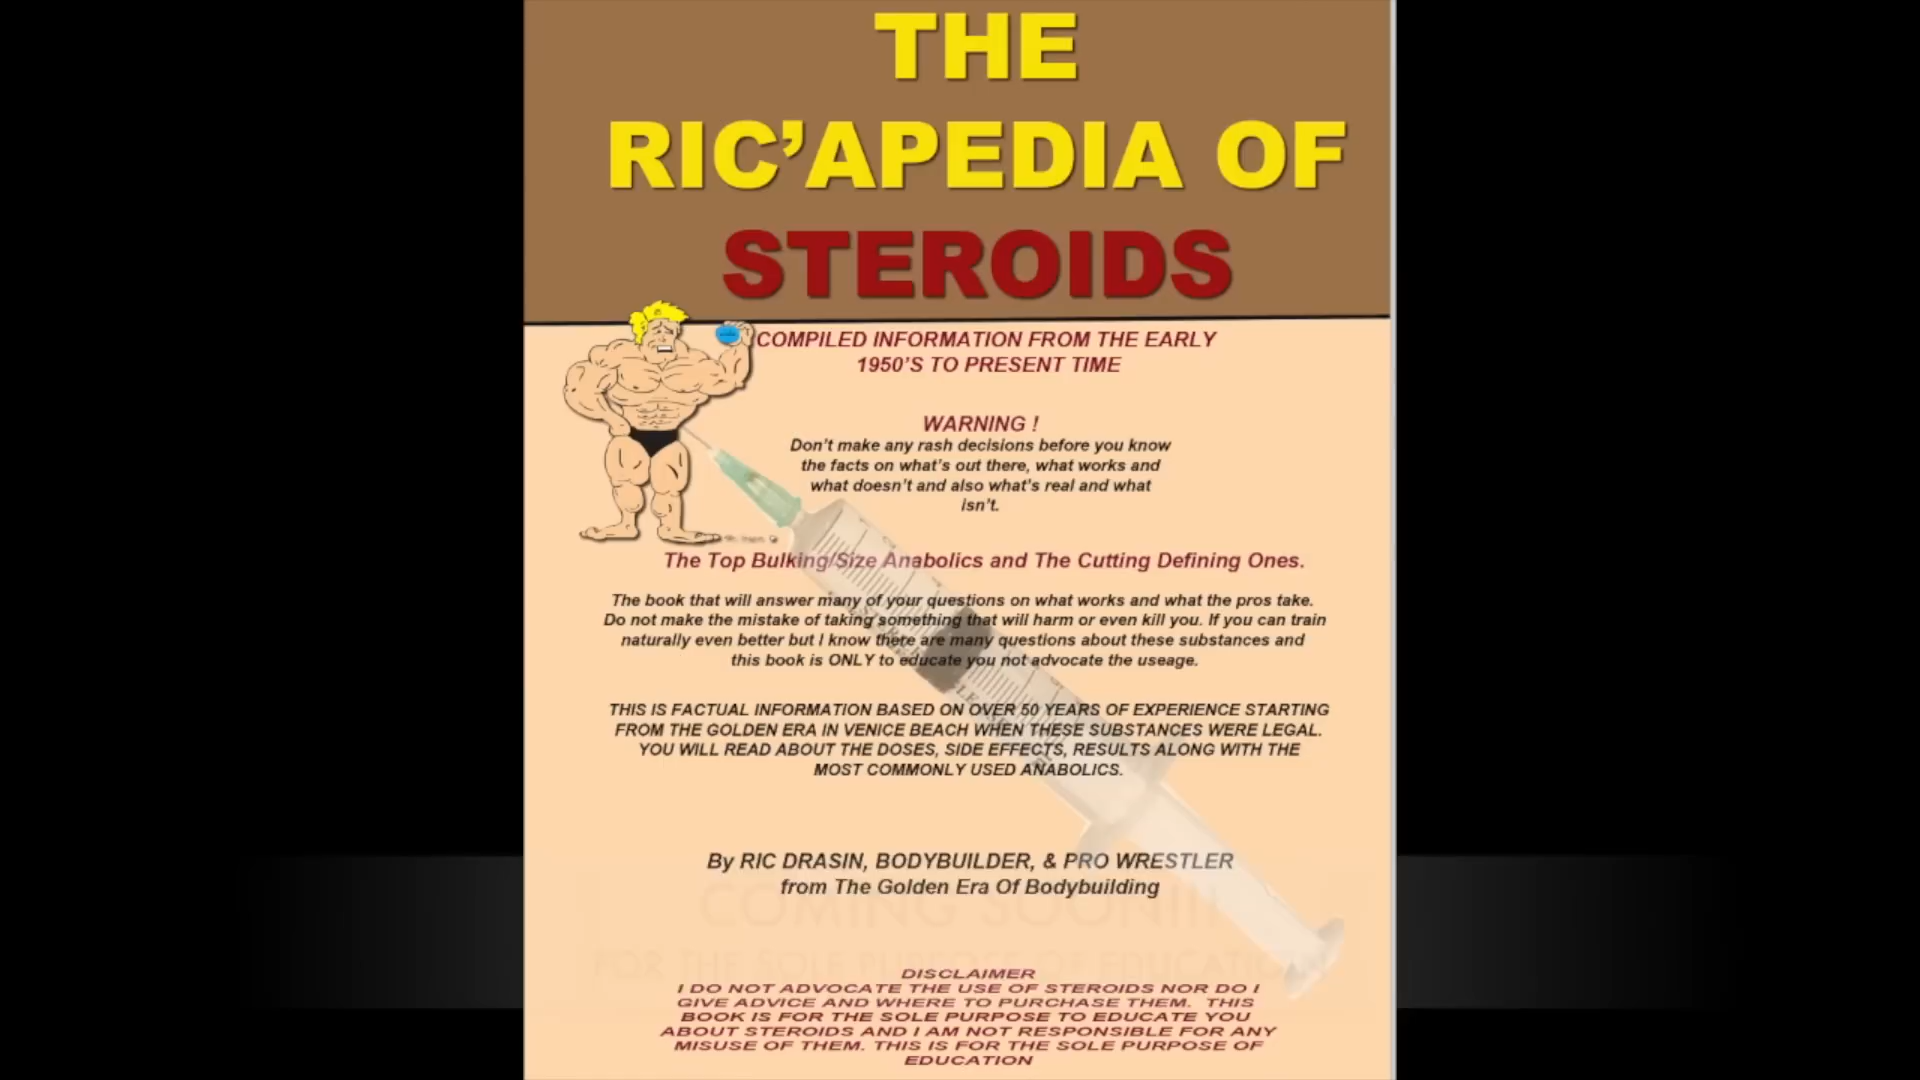 THE
RIC’APEDIA OF
STEROIDS
COMPILED INFORMATION FROM THE EARLY
1950’S TO PRESENT TIME
WARNING !
Don’t make any rash decisions before you know
the facts on what’s out there, what works and
what doesn’t and also what’s real and what
isn’t.
The Top Bulking/Size Anabolics and The Cutting Defining Ones.
The book that will answer many of your questions on what works and what the pros take.
Do not make the mistake of taking something that will harm or even kill you. If you can train
naturally even better but I know there are many questions about these substances and
this book is ONLY to educate you not advocate the useage.
THIS IS FACTUAL INFORMATION BASED ON OVER 50 YEARS OF EXPERIENCE STARTING
FROM THE GOLDEN ERA IN VENICE BEACH WHEN THESE SUBSTANCES WERE LEGAL.
YOU WILL READ ABOUT THE DOSES, SIDE EFFECTS, RESULTS ALONG WITH THE
MOST COMMONLY USED ANABOLICS.
By RIC DRASIN, BODYBUILDER, & PRO WRESTLER
from The Golden Era Of Bodybuilding
COMING SOON!!!
FOR THE SOLE PURPOSE OF EDUCATION
DISCLAIMER
I DO NOT ADVOCATE THE USE OF STEROIDS NOR DO I
GIVE ADVICE AND WHERE TO PURCHASE THEM. THIS
BOOK IS FOR THE SOLE PURPOSE TO EDUCATE YOU
ABOUT STEROIDS AND I AM NOT RESPONSIBLE FOR ANY
MISUSE OF THEM. THIS IS FOR THE SOLE PURPOSE OF
EDUCATION